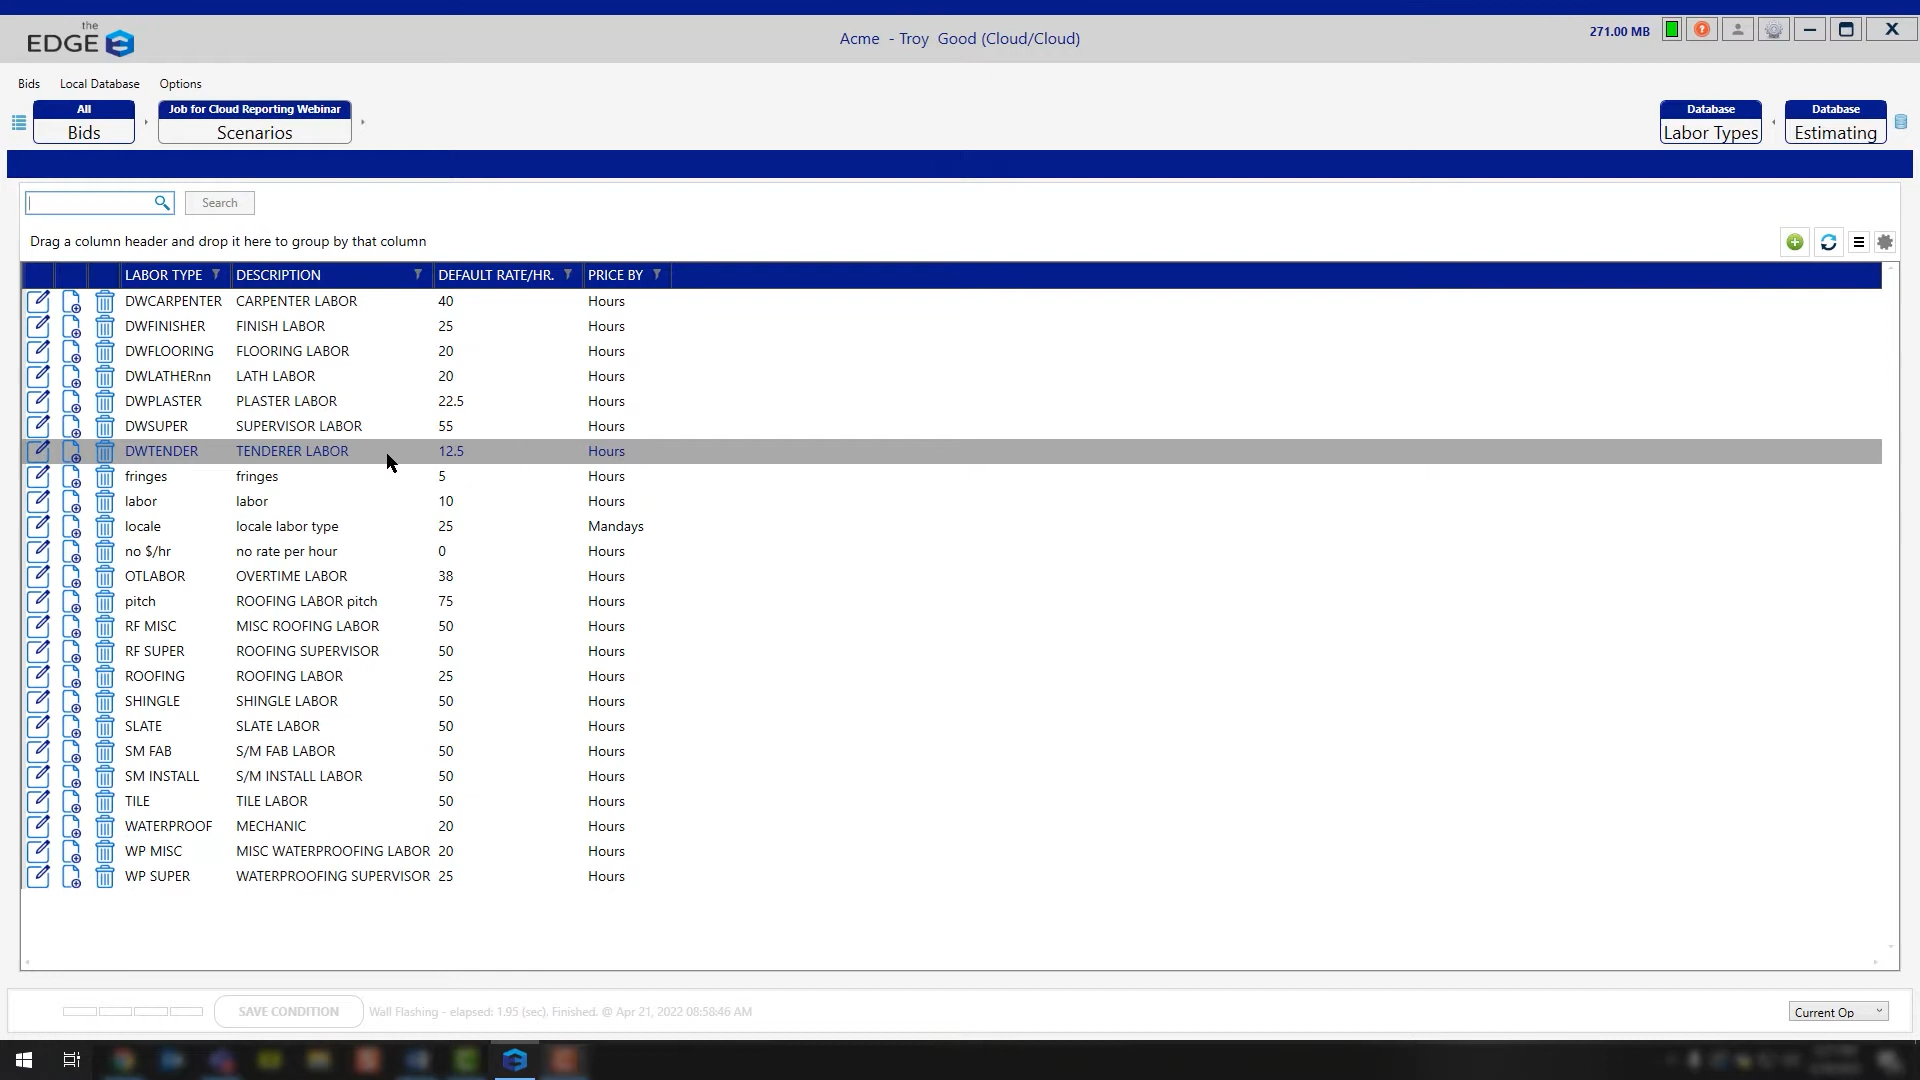 the
EDGE
Acme - Troy Good (Cloud/Cloud)
271.00 MB
Bids Local Database Options
All
Bids
Job for Cloud Reporting Webinar
Scenarios
Database
Labor Types
Database
Estimating
Search
Drag a column header and drop it here to group by that column
LABOR TYPE DESCRIPTION DEFAULT RATE/HR. PRICE BY
DWCARPENTER CARPENTER LABOR 40 Hours
DWFINISHER FINISH LABOR 25 Hours
DWFLOORING FLOORING LABOR 20 Hours
DWLATHERnn LATH LABOR 20 Hours
DWPLASTER PLASTER LABOR 22.5 Hours
DWSUPER SUPERVISOR LABOR 55 Hours
DWTENDER TENDERER LABOR 12.5 Hours
fringes fringes 5 Hours
labor labor 10 Hours
locale locale labor type 25 Mandays
no $/hr no rate per hour 0 Hours
OTLABOR OVERTIME LABOR 38 Hours
pitch ROOFING LABOR pitch 75 Hours
RF MISC MISC ROOFING LABOR 50 Hours
RF SUPER ROOFING SUPERVISOR 50 Hours
ROOFING ROOFING LABOR 25 Hours
SHINGLE SHINGLE LABOR 50 Hours
SLATE SLATE LABOR 50 Hours
SM FAB S/M FAB LABOR 50 Hours
SM INSTALL S/M INSTALL LABOR 50 Hours
TILE TILE LABOR 50 Hours
WATERPROOF MECHANIC 20 Hours
WP MISC MISC WATERPROOFING LABOR 20 Hours
WP SUPER WATERPROOFING SUPERVISOR 25 Hours
SAVE CONDITION Wall Flashing - elapsed: 1.95 (sec). Finished. @ Apr 21, 2022 08:58:46 AM
Current Op